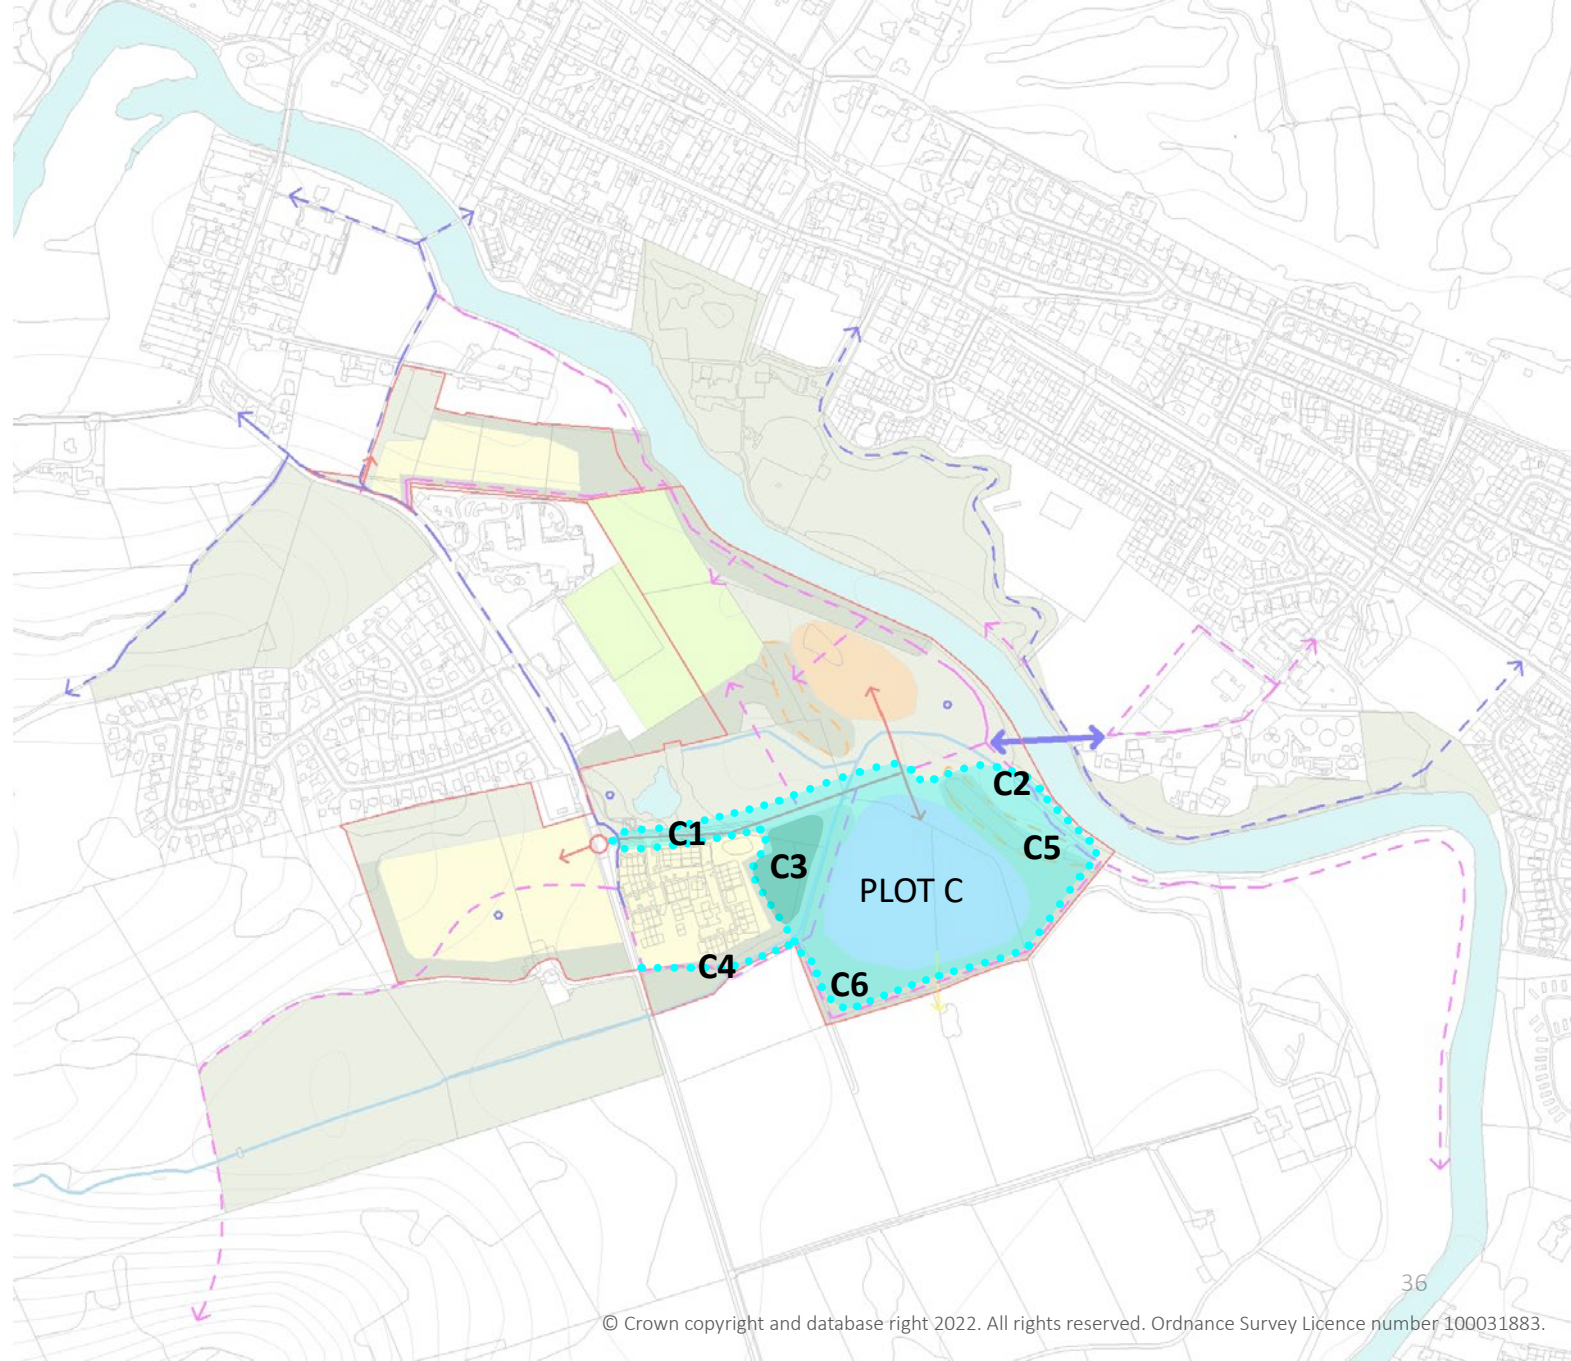 C2
C1
C5
C3
PLOT C
C4
C6
36
© Crown copyright and database right 2022. All rights reserved. Ordnance Survey Licence number 100031883.